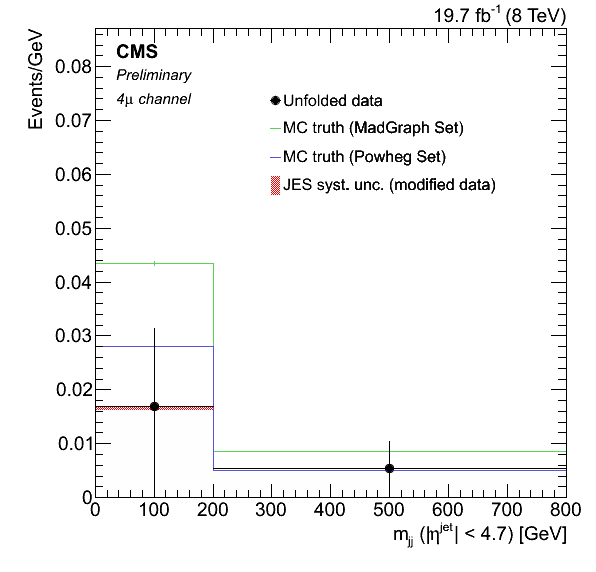 19.7 fb⁻¹ (8 TeV)
Events/GeV
CMS
Preliminary
4μ channel
Unfolded data
MC truth (MadGraph Set)
MC truth (Powheg Set)
JES syst. unc. (modified data)
0.08
0.07
0.06
0.05
0.04
0.03
0.02
0.01
0
0 100 200 300 400 500 600 700 800
m_jj (|η^jet| < 4.7) [GeV]